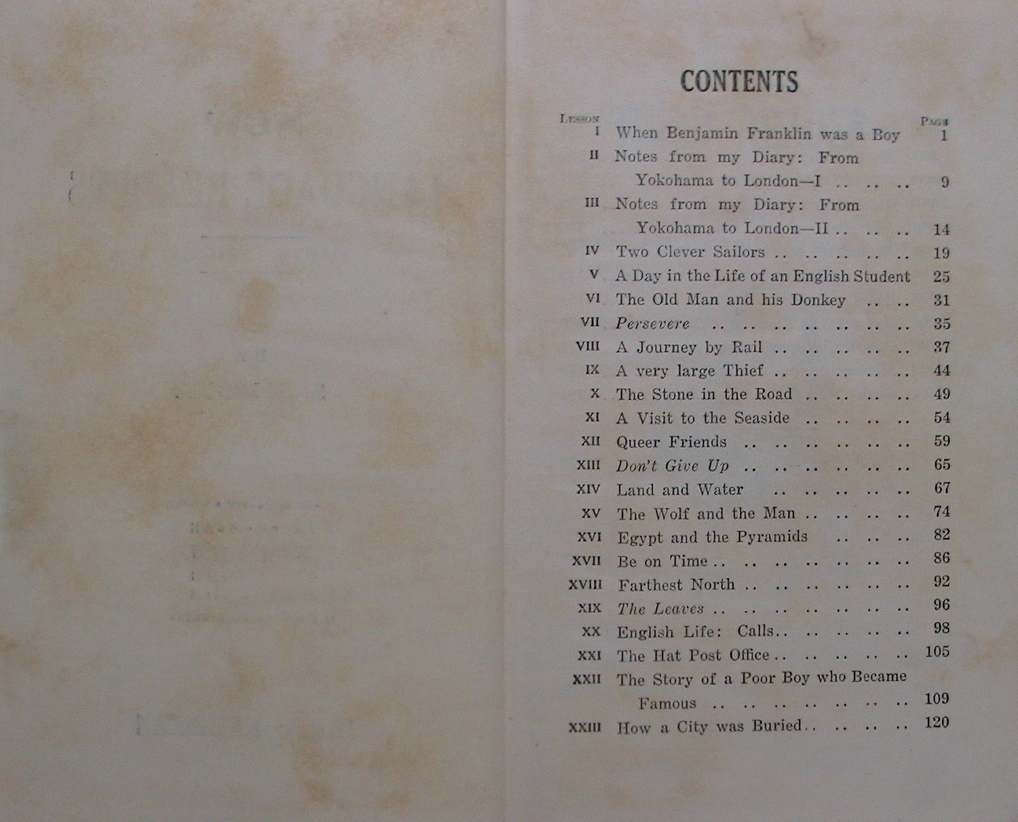 CONTENTS
LESSON PAGE
I When Benjamin Franklin was a Boy 1
II Notes from my Diary: From
Yokohama to London—I .. .. .. 9
III Notes from my Diary: From
Yokohama to London—II .. .. .. 14
IV Two Clever Sailors .. .. .. .. .. 19
V A Day in the Life of an English Student 25
VI The Old Man and his Donkey .. .. 31
VII Persevere .. .. .. .. .. .. .. 35
VIII A Journey by Rail .. .. .. .. .. 37
IX A very large Thief .. .. .. .. .. 44
X The Stone in the Road .. .. .. .. 49
XI A Visit to the Seaside .. .. .. .. 54
XII Queer Friends .. .. .. .. .. .. 59
XIII Don't Give Up .. .. .. .. .. .. 65
XIV Land and Water .. .. .. .. .. 67
XV The Wolf and the Man .. .. .. .. 74
XVI Egypt and the Pyramids .. .. .. 82
XVII Be on Time .. .. .. .. .. .. .. 86
XVIII Farthest North .. .. .. .. .. .. 92
XIX The Leaves .. .. .. .. .. .. .. 96
XX English Life: Calls .. .. .. .. .. 98
XXI The Hat Post Office .. .. .. .. .. 105
XXII The Story of a Poor Boy who Became
Famous .. .. .. .. .. .. .. 109
XXIII How a City was Buried .. .. .. .. 120